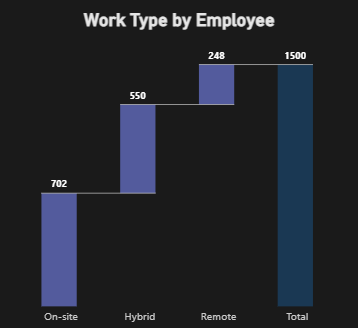 Work Type by Employee
248
1500
550
702
On-site Hybrid Remote Total